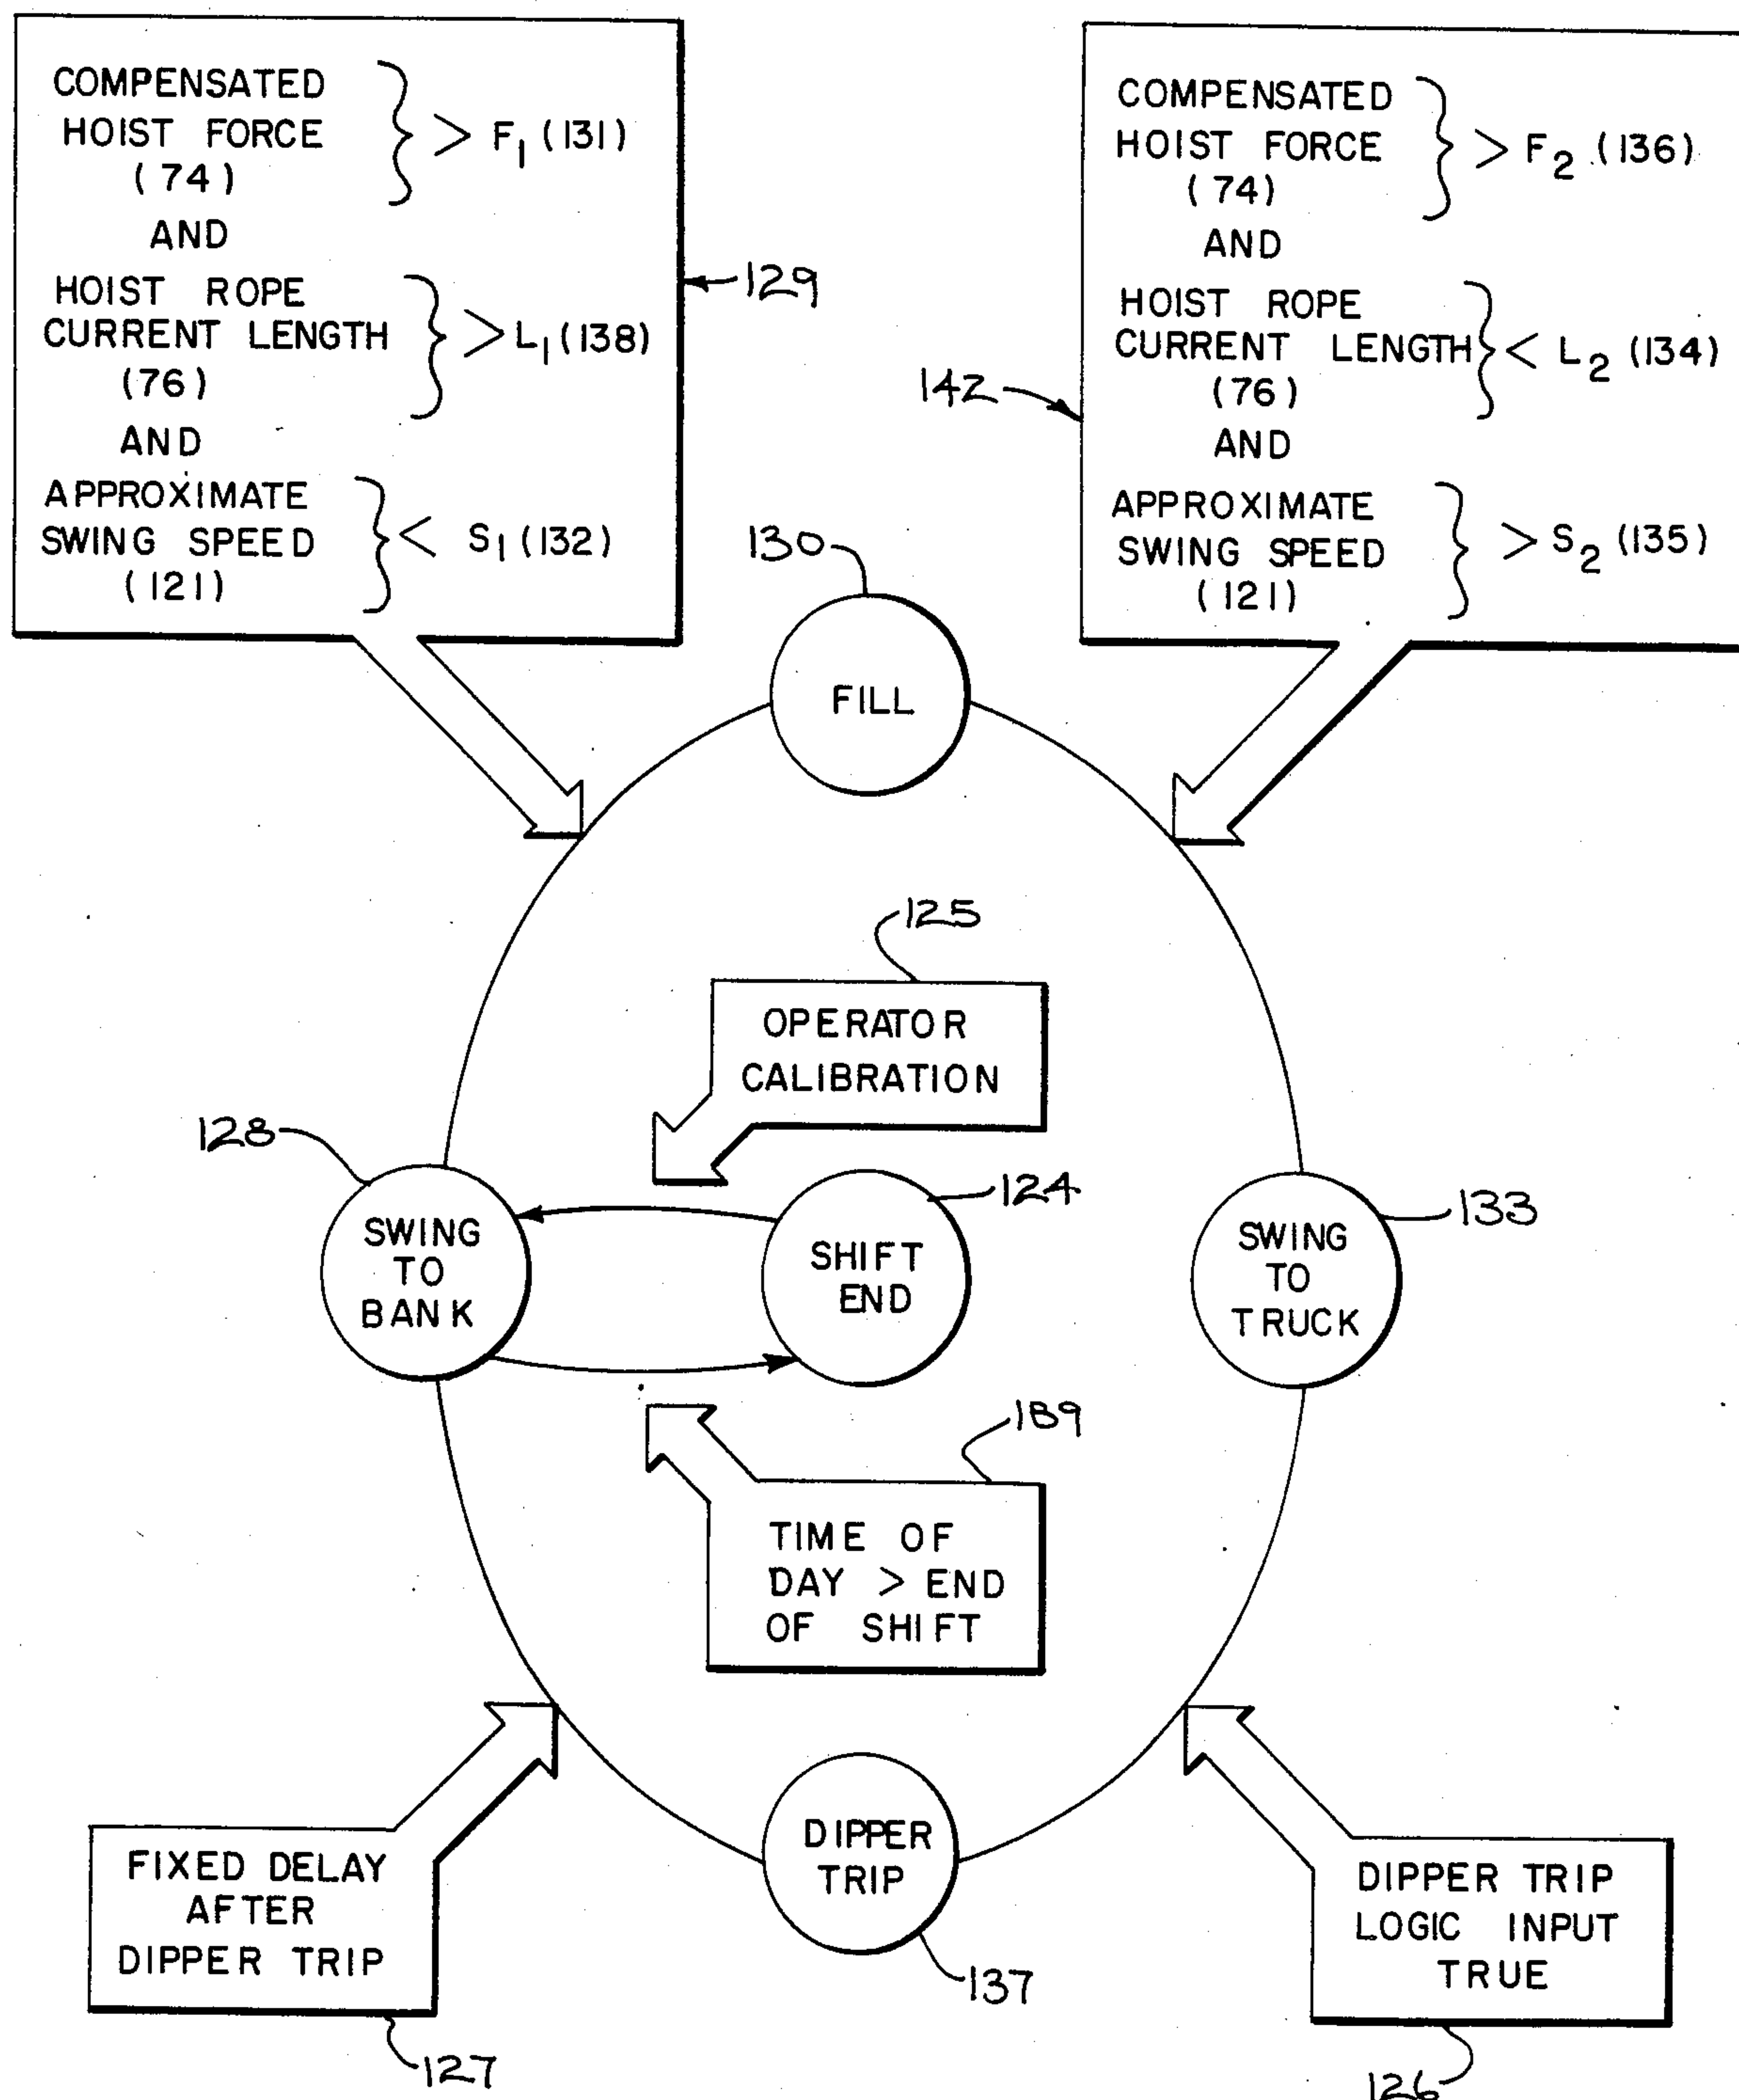 COMPENSATED
HOIST FORCE
(74)
> F1 (131)
AND
HOIST ROPE
CURRENT LENGTH
(76)
> L1 (138)
AND
APPROXIMATE
SWING SPEED
(121)
< S1 (132)
129
COMPENSATED
HOIST FORCE
(74)
> F2 (136)
AND
HOIST ROPE
CURRENT LENGTH
(76)
< L2 (134)
AND
APPROXIMATE
SWING SPEED
(121)
> S2 (135)
142
130
FILL
125
OPERATOR
CALIBRATION
128
SWING
TO
BANK
124
SHIFT
END
133
SWING
TO
TRUCK
189
TIME OF
DAY > END
OF SHIFT
DIPPER
TRIP
137
FIXED DELAY
AFTER
DIPPER TRIP
127
DIPPER TRIP
LOGIC INPUT
TRUE
126